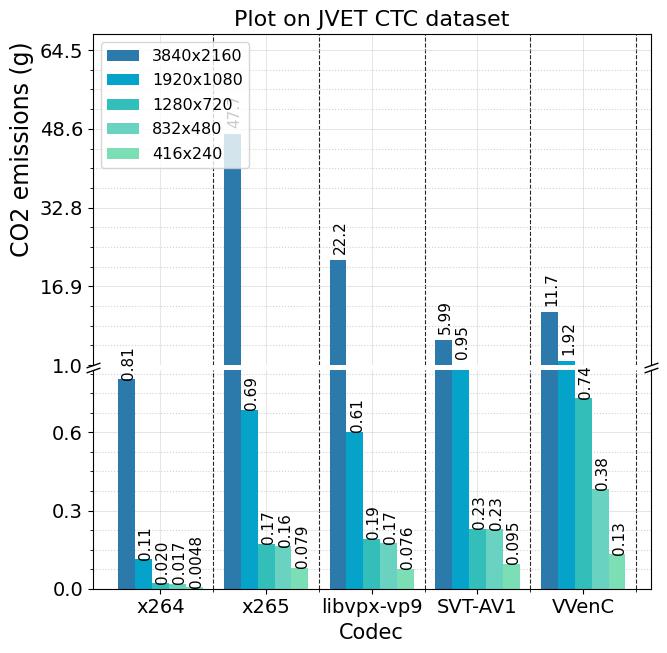 Plot on JVET CTC dataset
CO2 emissions (g)
64.5
48.6
32.8
16.9
1.0
1.0
0.6
0.3
0.0
3840x2160
1920x1080
1280x720
832x480
416x240
0.81
0.11
0.020
0.017
0.0048
47.7
0.69
0.17
0.16
0.079
22.2
0.61
0.19
0.17
0.076
5.99
0.95
0.23
0.23
0.095
11.7
1.92
0.74
0.38
0.13
x264
x265
libvpx-vp9
SVT-AV1
VVenC
Codec